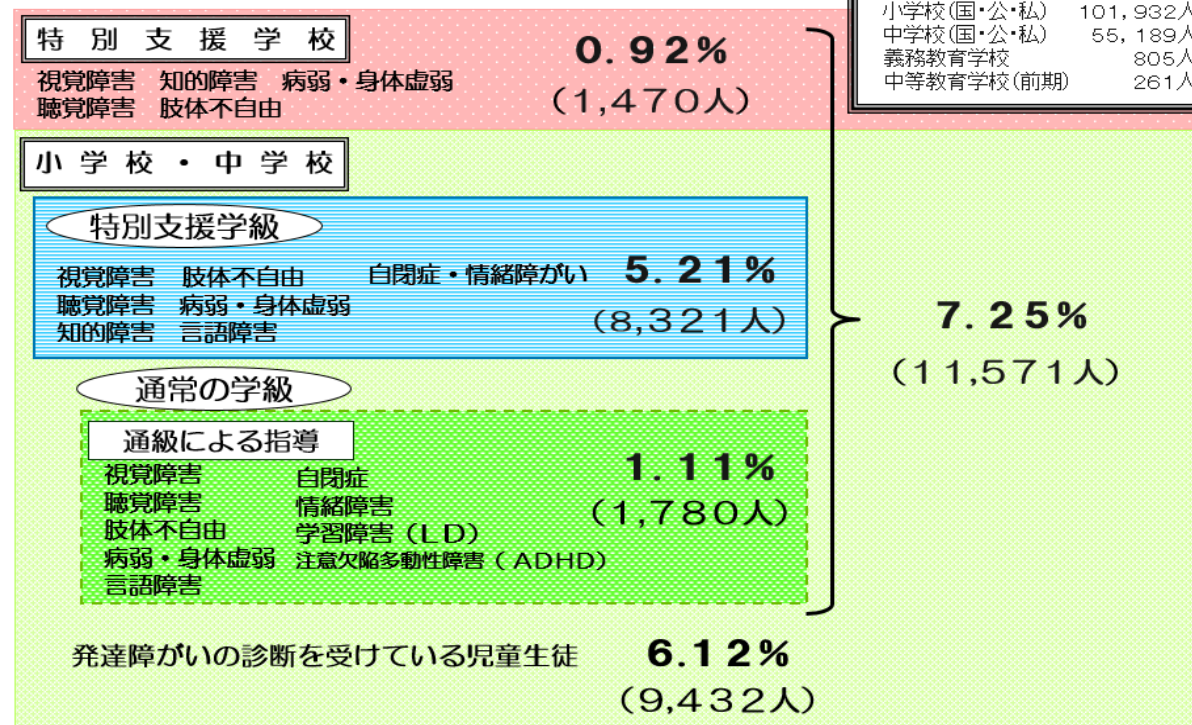 小学校(国・公・私) 101,932人
中学校(国・公・私) 55,189人
義務教育学校 805人
中等教育学校(前期) 261人
特別支援学校
0.92%
視覚障害 知的障害 病弱・身体虚弱
聴覚障害 肢体不自由
(1,470人)
小学校・中学校
特別支援学級
視覚障害 肢体不自由 自閉症・情緒障がい 5.21%
聴覚障害 病弱・身体虚弱
知的障害 言語障害
(8,321人)
7.25%
(11,571人)
通常の学級
通級による指導
視覚障害 自閉症
聴覚障害 情緒障害
肢体不自由 学習障害(LD)
病弱・身体虚弱 注意欠陥多動性障害(ADHD)
言語障害
1.11%
(1,780人)
発達障がいの診断を受けている児童生徒 6.12%
(9,432人)